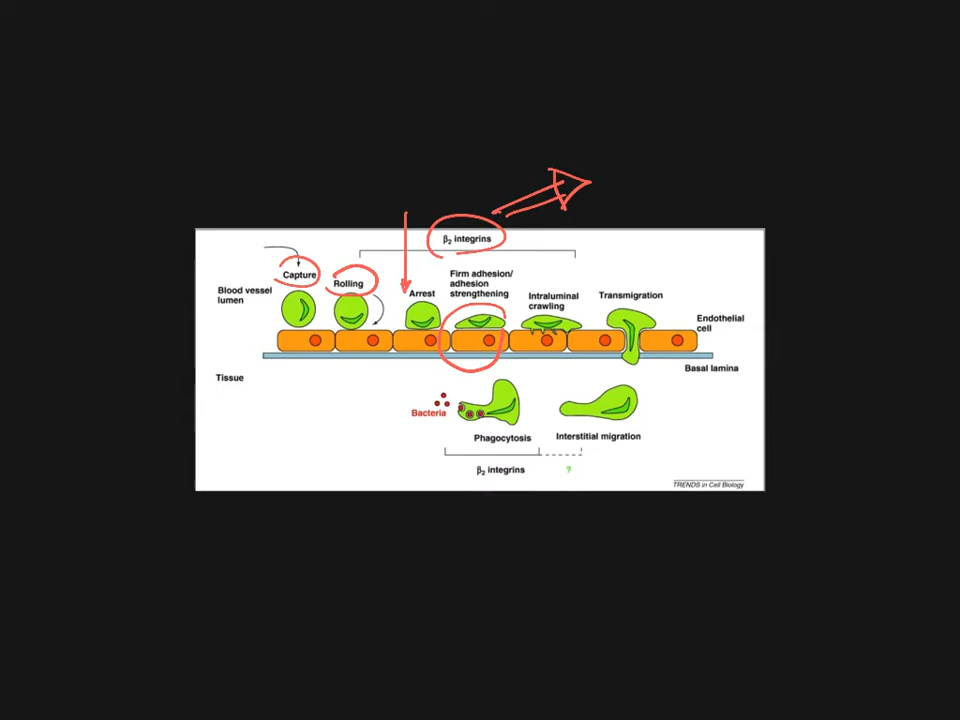 β2 integrins
Capture
Rolling
Blood vessel
lumen
Arrest
Firm adhesion/
adhesion
strengthening
Intraluminal
crawling
Transmigration
Endothelial
cell
Basal lamina
Tissue
Bacteria
Phagocytosis
Interstitial migration
β2 integrins
?
TRENDS in Cell Biology